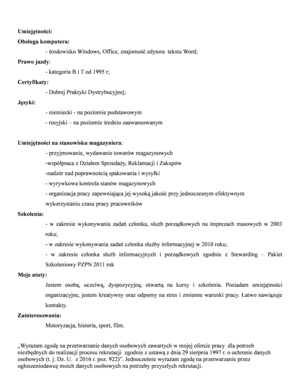 Umiejętności:
Obsługa komputera:
- środowisko Windows, Office, znajomość edytora tekstu Word;
Prawo jazdy:
- kategoria B i T od 1995 r;
Certyfikaty:
- Dobrej Praktyki Dystrybucyjnej;
Języki:
- niemiecki - na poziomie podstawowym
- rosyjski – na poziomie średnio zaawansowanym
Umiejętności na stanowisku magazyniera:
- przyjmowanie, wydawanie towarów magazynowych
-współpraca z Działem Sprzedaży, Reklamacji i Zakupów
-nadzór nad poprawnością spakowania i wysyłki
- wyrywkowa kontrola stanów magazynowych
- organizacja pracy zapewniająca jej wysoką jakość przy jednoczesnym efektywnym
wykorzystaniu czasu pracy pracowników
Szkolenia:
- w zakresie wykonywania zadań członka, służb porządkowych na imprezach masowych w 2003
roku;
- w zakresie wykonywania zadań członka służby informacyjnej w 2010 roku;
- w zakresie członka służb informacyjnych i porządkowych zgodnie z Stewarding – Pakiet
Szkoleniowy PZPN 2011 rok
Moje atuty:
Jestem osobą, uczciwą, dyspozycyjną, otwartą na kursy i szkolenia. Posiadam umiejętności
organizacyjne, jestem kreatywny oraz odporny na stres i zmienne warunki pracy. Łatwo nawiązuje
kontakty.
Zainteresowania:
Motoryzacja, historia, sport, film.
„Wyrażam zgodę na przetwarzanie danych osobowych zawartych w mojej ofercie pracy dla potrzeb
niezbędnych do realizacji procesu rekrutacji zgodnie z ustawą z dnia 29 sierpnia 1997 r. o ochronie danych
osobowych (t. j. Dz. U. z 2016 r. poz. 922)". Jednocześnie wyrażam zgodę na przetwarzanie przez
ogłoszeniodawcę moich danych osobowych na potrzeby przyszłych rekrutacji.